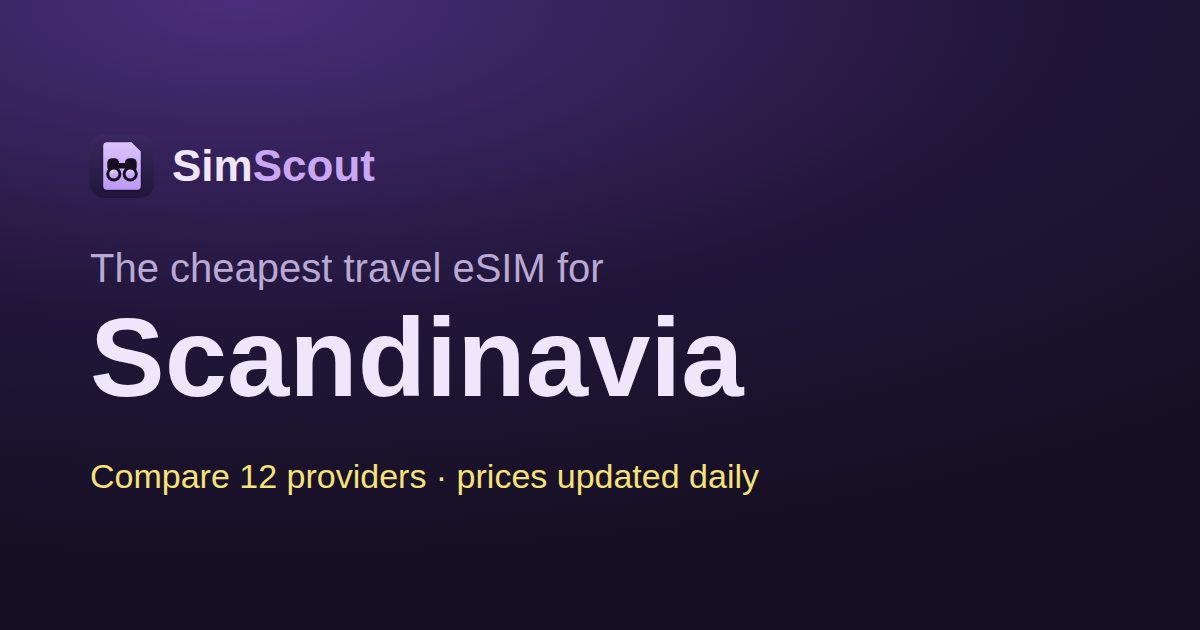 SimScout
The cheapest travel eSIM for
Scandinavia
Compare 12 providers · prices updated daily